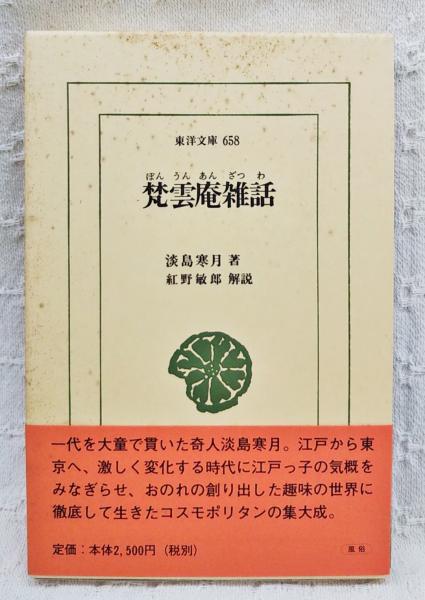 東洋文庫 658
ぼん うん あん ざつ わ
梵雲庵雑話
淡島寒月 著
紅野敏郎 解説
一代を大童で貫いた奇人淡島寒月。江戸から東
京へ、激しく変化する時代に江戸っ子の気概を
みなぎらせ、おのれの創り出した趣味の世界に
徹底して生きたコスモポリタンの集大成。
定価：本体2,500円（税別）
風俗